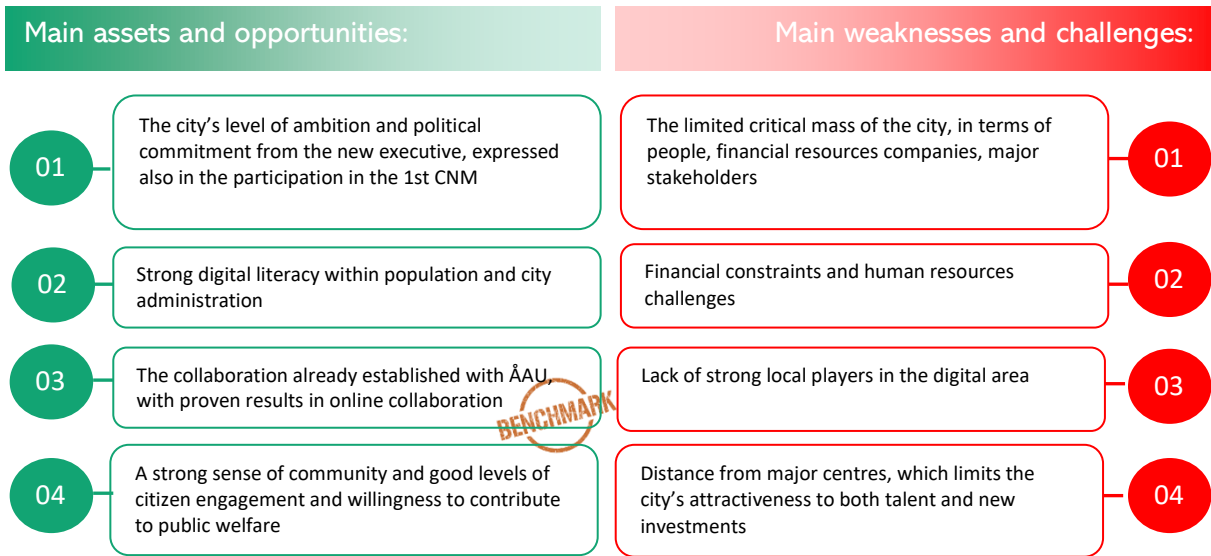 Main assets and opportunities:
01
The city's level of ambition and political
commitment from the new executive, expressed
also in the participation in the 1st CNM
02
Strong digital literacy within population and city
administration
03
The collaboration already established with ÅAU,
with proven results in online collaboration
BENCHMARK
04
A strong sense of community and good levels of
citizen engagement and willingness to contribute
to public welfare
Main weaknesses and challenges:
The limited critical mass of the city, in terms of
people, financial resources companies, major
stakeholders
01
Financial constraints and human resources
challenges
02
Lack of strong local players in the digital area
03
Distance from major centres, which limits the
city's attractiveness to both talent and new
investments
04